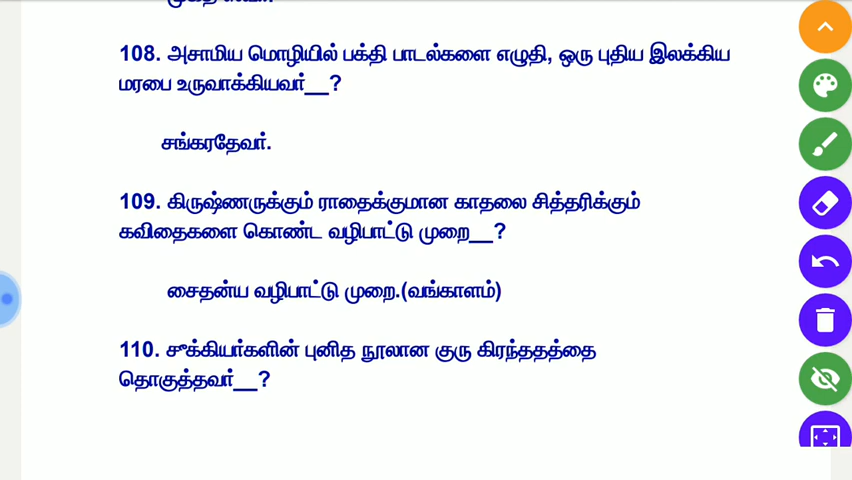 108. அசாமிய மொழியில் பக்தி பாடல்களை எழுதி, ஒரு புதிய இலக்கிய
மரபை உருவாக்கியவர்__?
சங்கரதேவர்.
109. கிருஷ்ணருக்கும் ராதைக்குமான காதலை சித்தரிக்கும்
கவிதைகளை கொண்ட வழிபாட்டு முறை__?
சைதன்ய வழிபாட்டு முறை.(வங்காளம்)
110. சூக்கியர்களின் புனித நூலான குரு கிரந்ததத்தை
தொகுத்தவர்__?